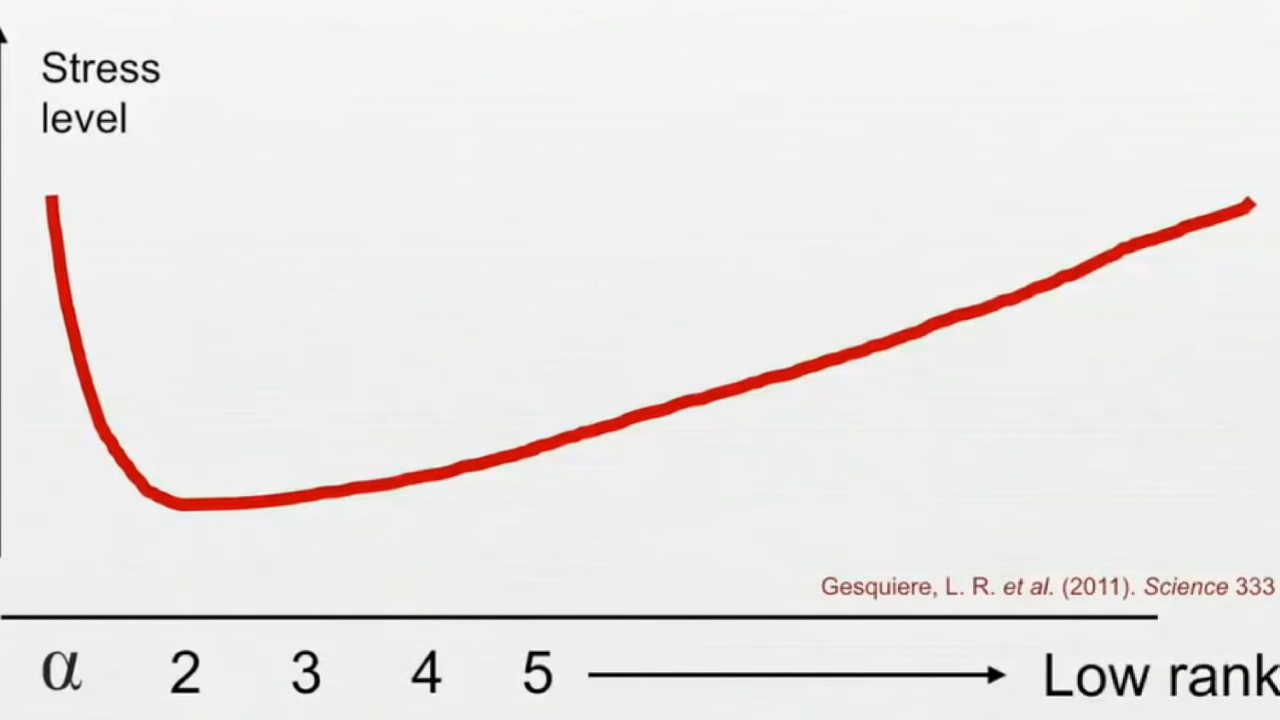 Stress
level
Gesquiere, L. R. et al. (2011). Science 333
α 2 3 4 5 Low rank